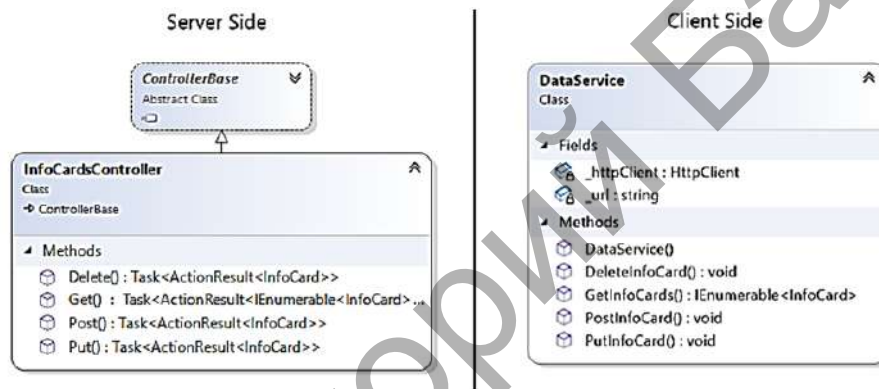 Server Side
ControllerBase
Abstract Class
InfoCardsController
Class
ControllerBase
Methods
Delete() : Task<ActionResult<InfoCard>>
Get() : Task<ActionResult<IEnumerable<InfoCard>...
Post() : Task<ActionResult<InfoCard>>
Put() : Task<ActionResult<InfoCard>>
Client Side
DataService
Class
Fields
_httpClient : HttpClient
_url : string
Methods
DataService()
DeleteInfoCard() : void
GetInfoCards() : IEnumerable<InfoCard>
PostInfoCard() : void
PutInfoCard() : void